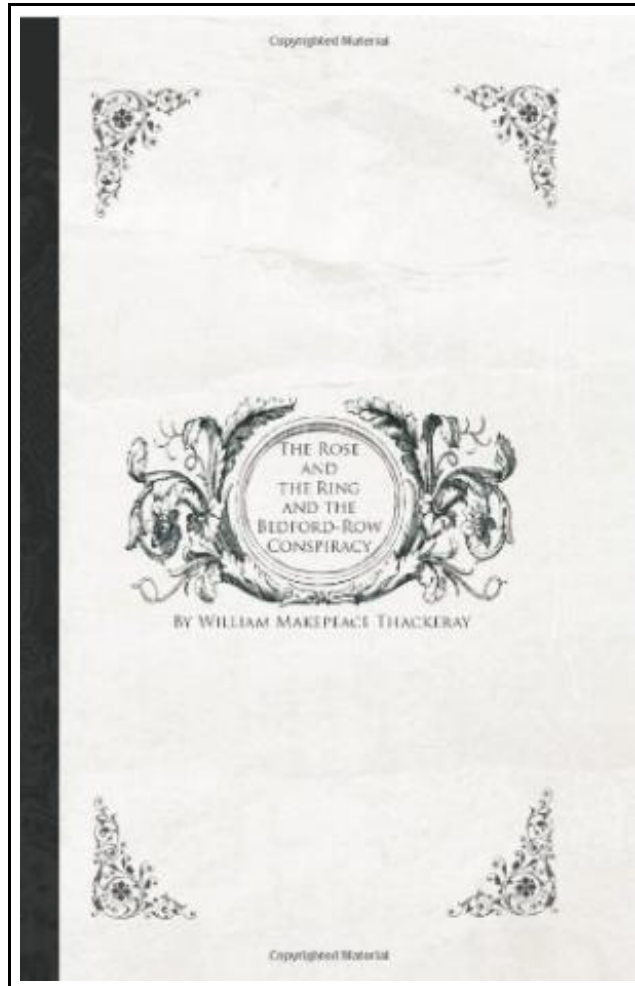 Copyrighted Material
THE ROSE
AND
THE RING
AND THE
BEDFORD-ROW
CONSPIRACY
BY WILLIAM MAKEPEACE THACKERAY
Copyrighted Material